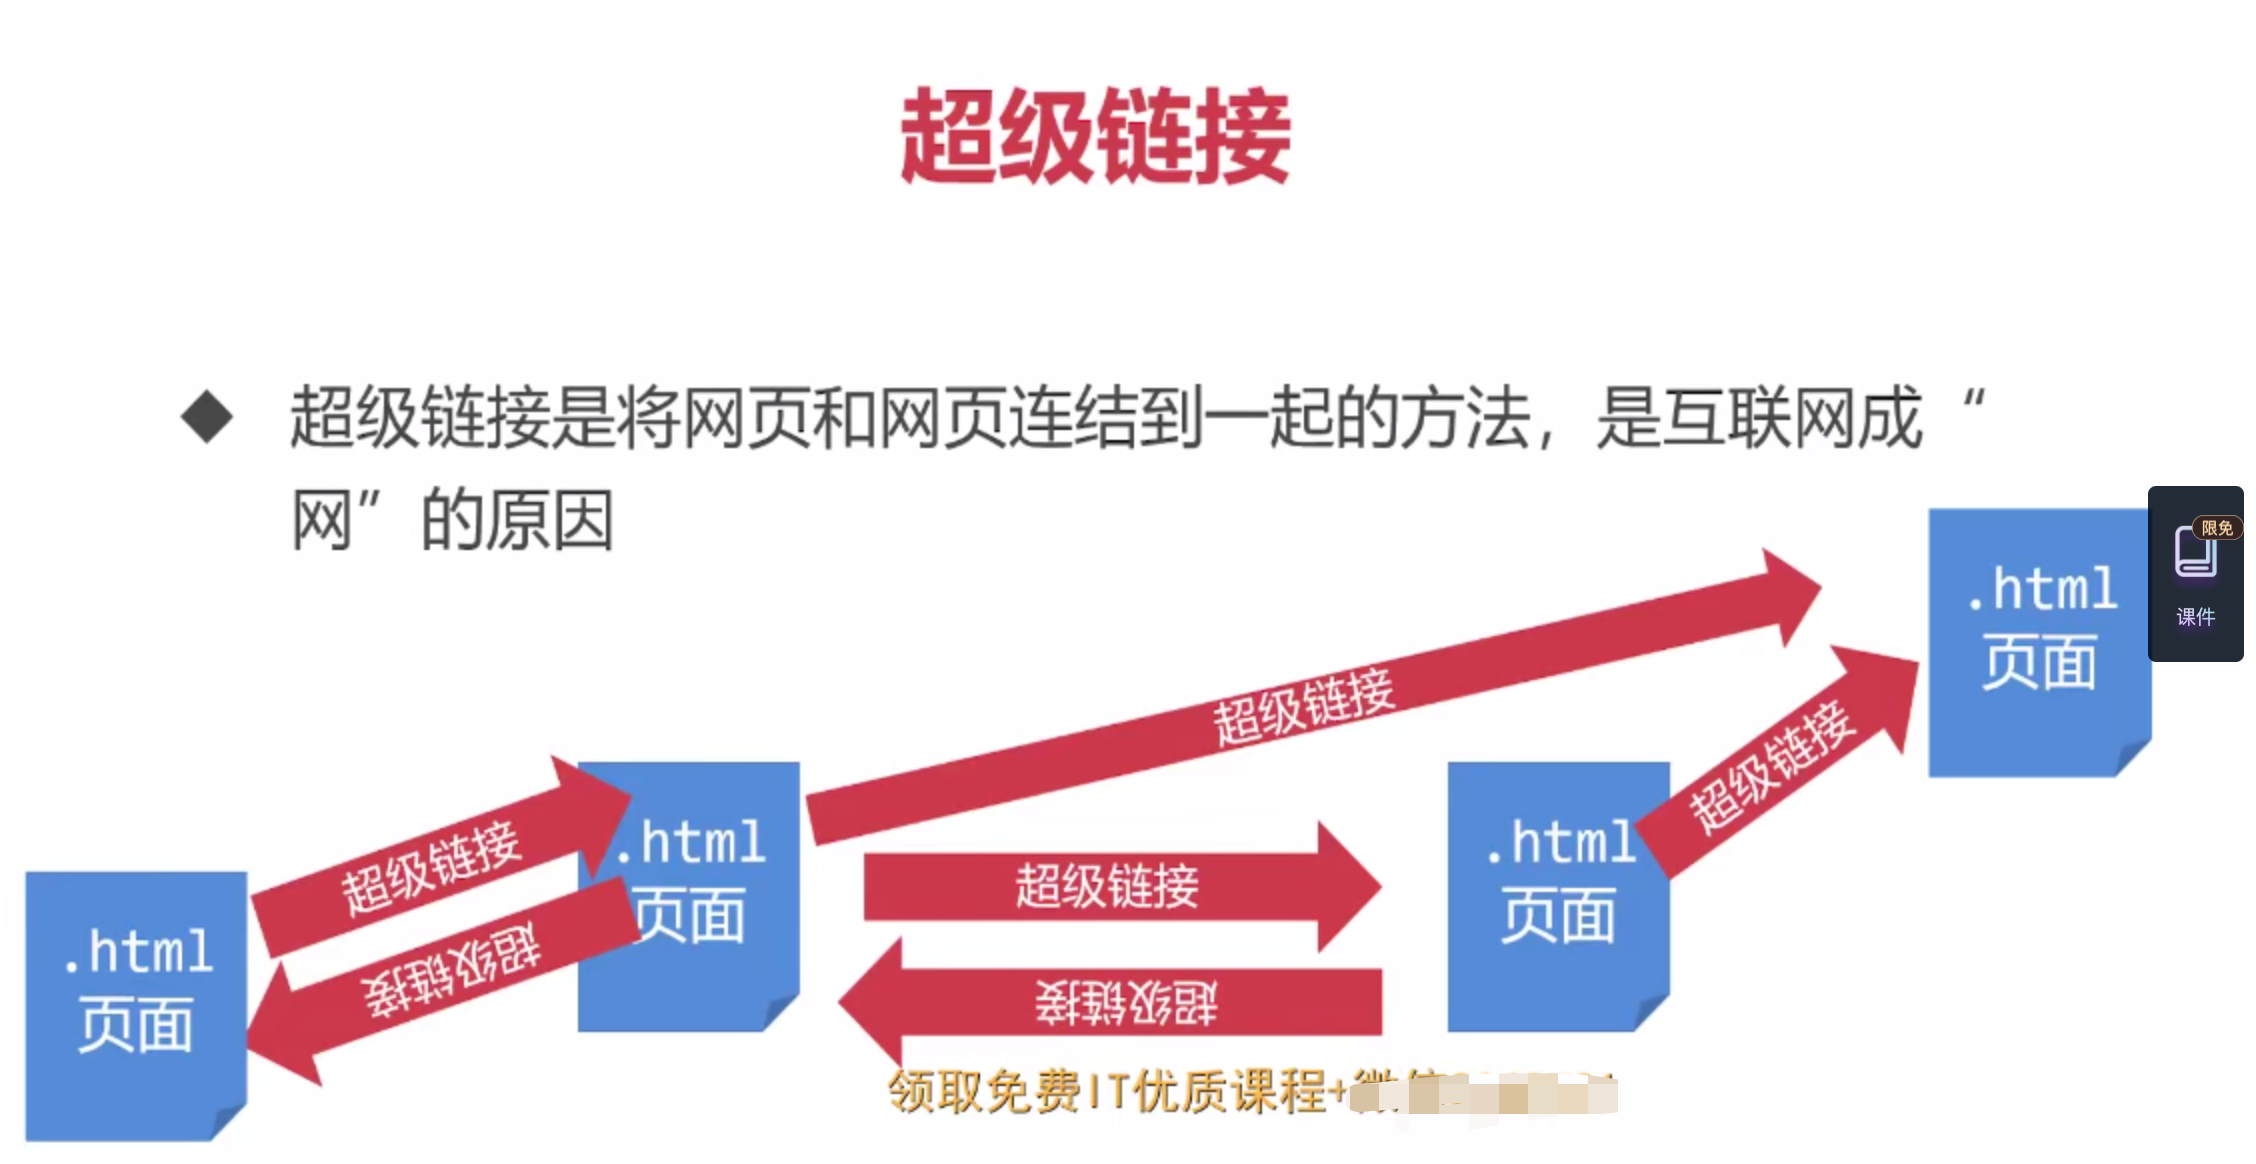 超级链接
◆ 超级链接是将网页和网页连结到一起的方法，是互联网成“
网”的原因
.html
页面
限免
课件
超级链接
超级链接
.html
页面
.html
页面
超级链接
超级链接
超级链接
超级链接
.html
页面
领取免费IT优质课程+微信